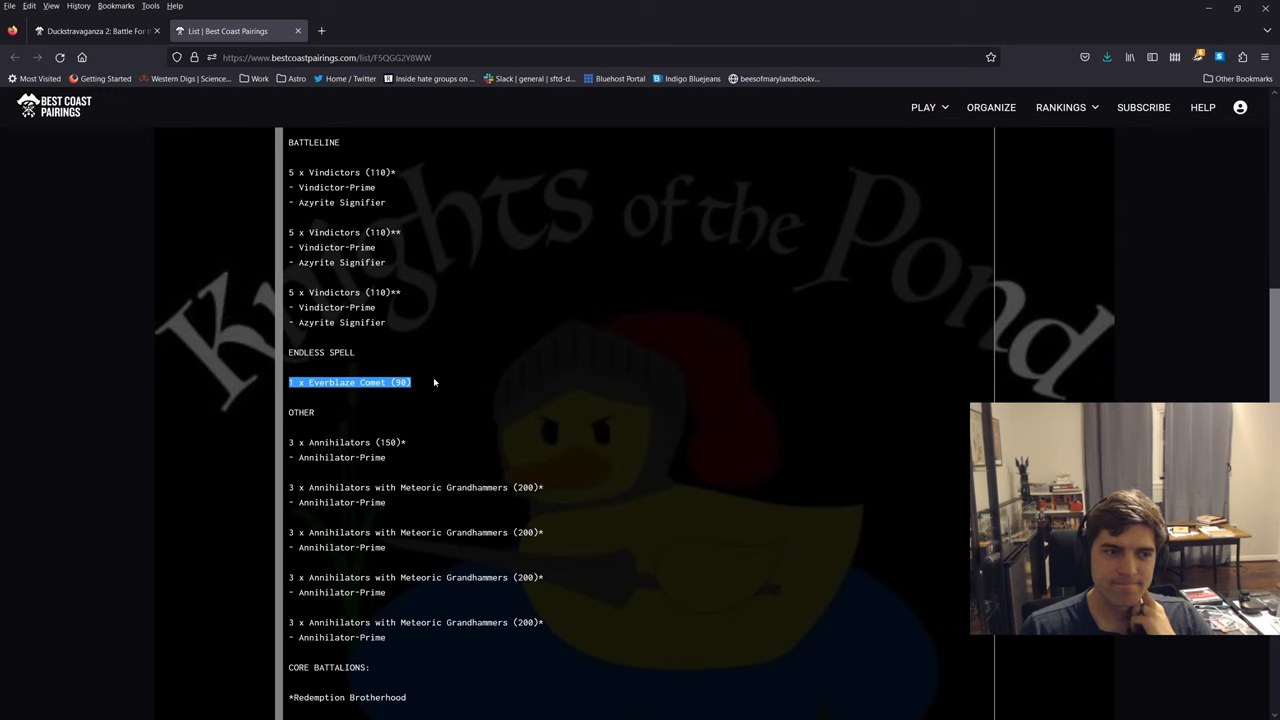 File Edit View History Bookmarks Tools Help
Duckstravaganza 2: Battle For th
List | Best Coast Pairings
https://www.bestcoastpairings.com/list/F5QGG2Y8WW
Most Visited Getting Started Western Digs | Science... Work Astro Home / Twitter Inside hate groups on ... Slack | general | sftd-d... Bluehost Portal Indigo Bluejeans beesofmarylandbookw... Other Bookmarks
BEST COAST
PAIRINGS
PLAY ORGANIZE RANKINGS SUBSCRIBE HELP
Knights of the Pond
BATTLELINE
5 x Vindictors (110)*
- Vindictor-Prime
- Azyrite Signifier
5 x Vindictors (110)**
- Vindictor-Prime
- Azyrite Signifier
5 x Vindictors (110)**
- Vindictor-Prime
- Azyrite Signifier
ENDLESS SPELL
1 x Everblaze Comet (90)
OTHER
3 x Annihilators (150)*
- Annihilator-Prime
3 x Annihilators with Meteoric Grandhammers (200)*
- Annihilator-Prime
3 x Annihilators with Meteoric Grandhammers (200)*
- Annihilator-Prime
3 x Annihilators with Meteoric Grandhammers (200)*
- Annihilator-Prime
3 x Annihilators with Meteoric Grandhammers (200)*
- Annihilator-Prime
CORE BATTALIONS:
*Redemption Brotherhood